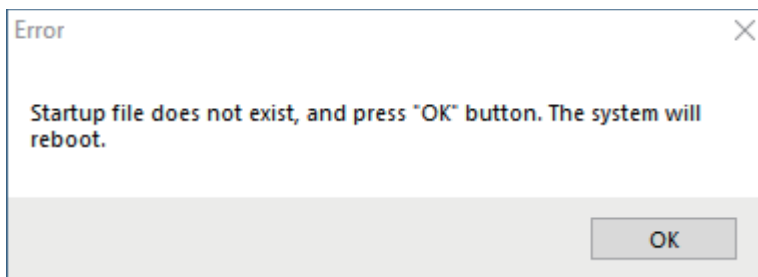 Error
Startup file does not exist, and press "OK" button. The system will
reboot.
OK